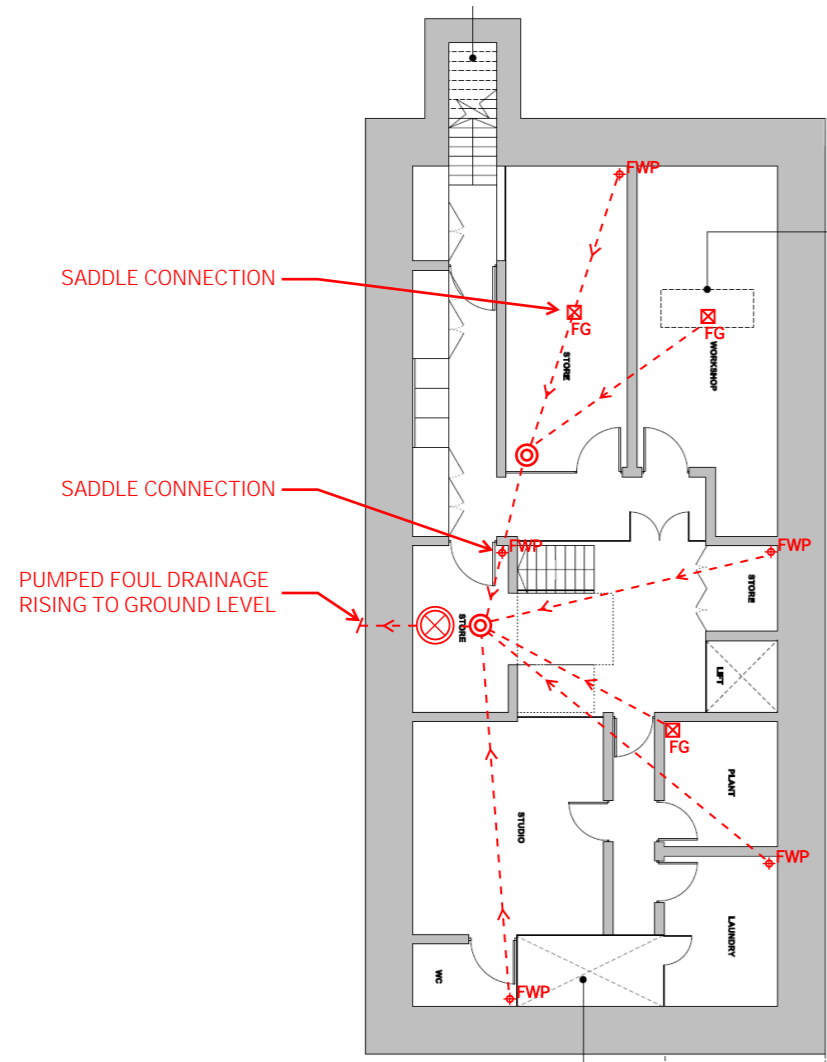 FWP
SADDLE CONNECTION
FG
FG
STORE
WORKSHOP
SADDLE CONNECTION
FWP
FWP
STORE
PUMPED FOUL DRAINAGE
RISING TO GROUND LEVEL
STORE
LIFT
FG
PLANT
STUDIO
FWP
LAUNDRY
WC
FWP